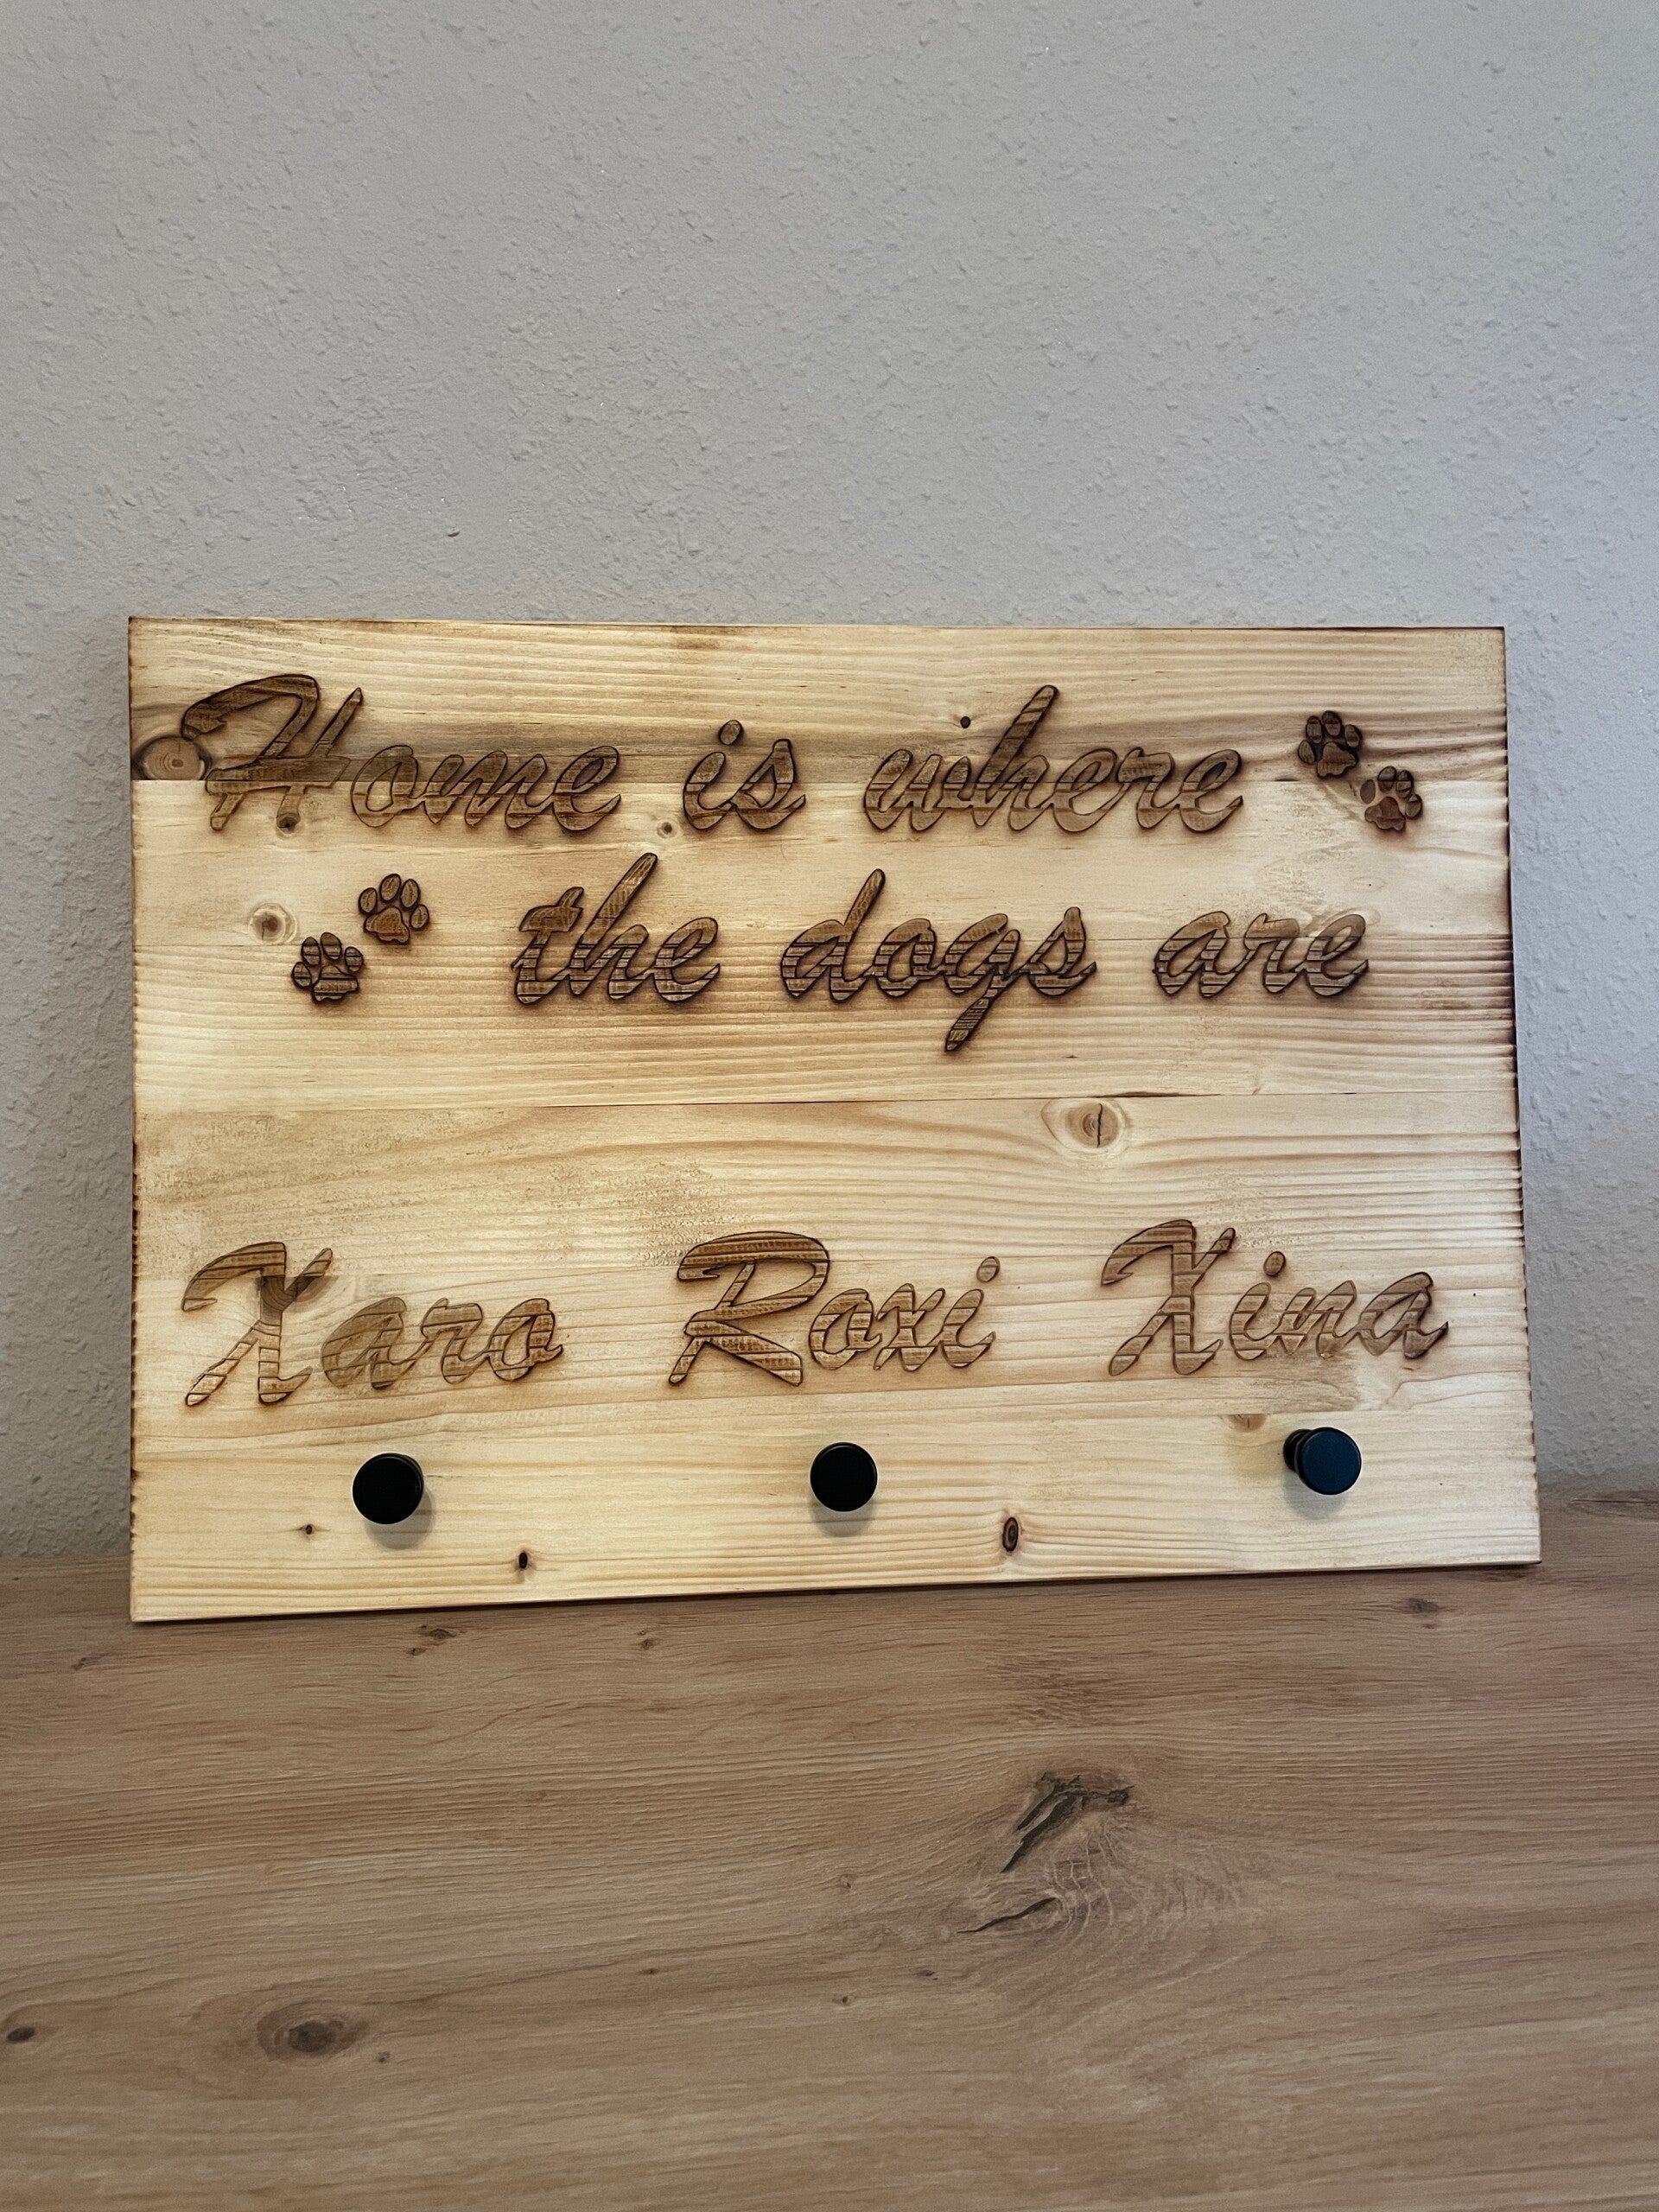 Home is where
the dogs are
Xaro Roxi Xina